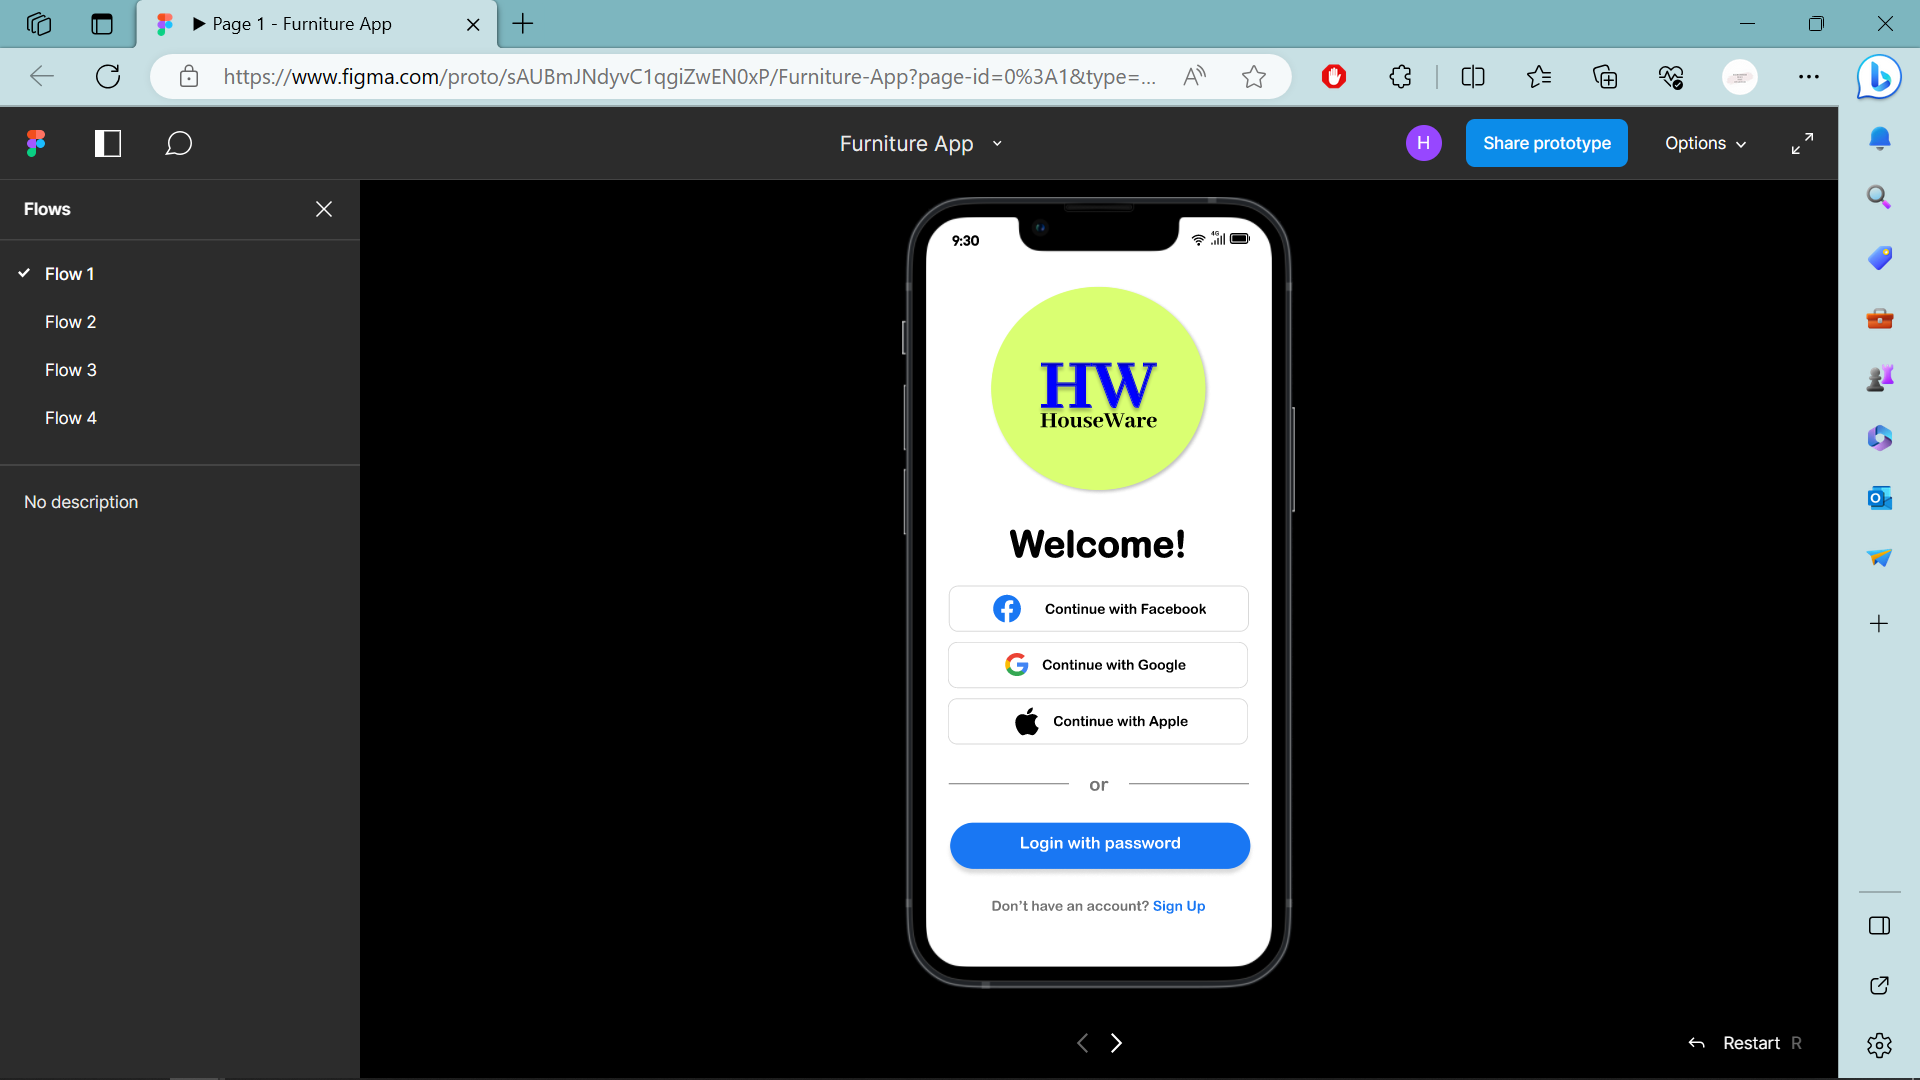 Page 1 - Furniture App
https://www.figma.com/proto/sAUBmJNdyvC1qgiZwEN0xP/Furniture-App?page-id=0%3A1&type=...
Furniture App
H
Share prototype
Options
Flows
Flow 1
Flow 2
Flow 3
Flow 4
No description
9:30
4G
HW
HouseWare
Welcome!
Continue with Facebook
Continue with Google
Continue with Apple
or
Login with password
Don't have an account? Sign Up
Restart R